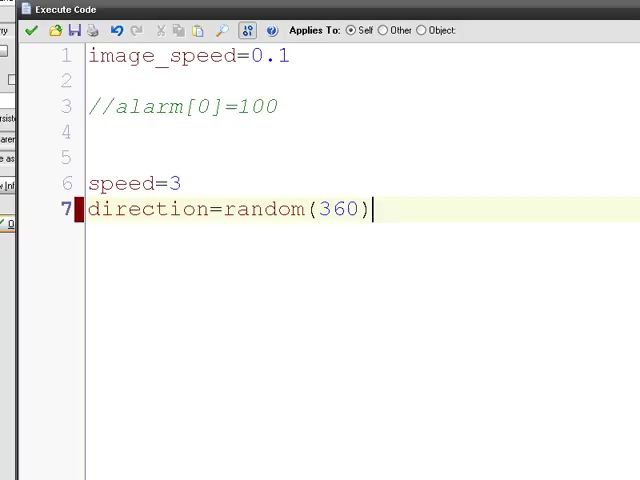 Execute Code
Applies To: Self Other Object:
1 image_speed=0.1
2
3 //alarm[0]=100
4
5
6 speed=3
7 direction=random(360)